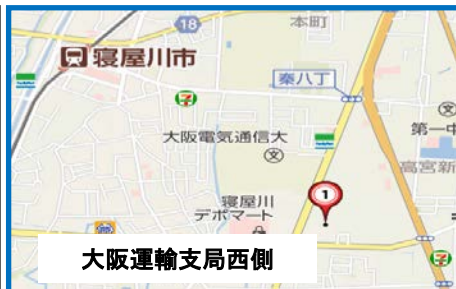 本町
18
寝屋川市
秦八丁
大阪電気通信大
第一中
高宮新
寝屋川
デポマート
1
大阪運輸支局西側